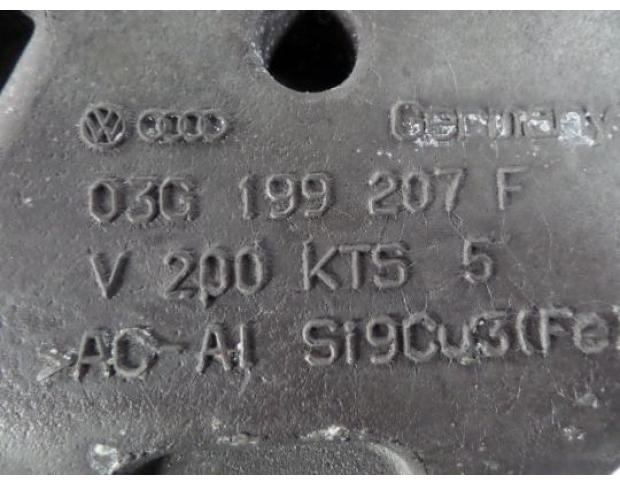 Germany
03G 199 207 F
V 200 KTS 5
>AC-Al Si9Cu3(Fe)